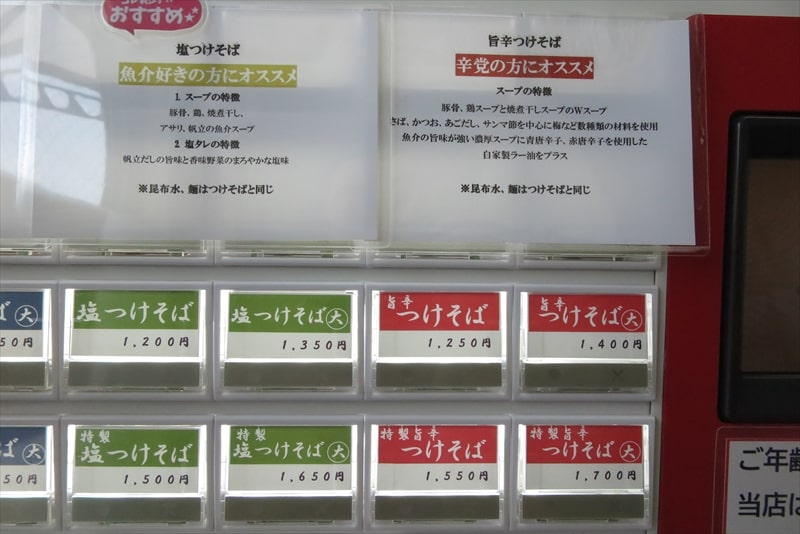 おすすめ★
塩つけそば
魚介好きの方にオススメ
1. スープの特徴
豚骨、鶏、焼煮干し、
アサリ、帆立の魚介スープ
2. 塩タレの特徴
帆立だしの旨味と香味野菜のまろやかな塩味
※昆布水、麺はつけそばと同じ
旨辛つけそば
辛党の方にオススメ
スープの特徴
豚骨、鶏スープと焼煮干しスープのWスープ
さば、かつお、あごだし、サンマ節を中心に梅など数種類の材料を使用
魚介の旨味が強い濃厚スープに青唐辛子、赤唐辛子を使用した
自家製ラー油をプラス
※昆布水、麺はつけそばと同じ
ば 大
50円
塩つけそば
1,200円
塩つけそば 大
1,350円
旨辛
つけそば
1,250円
旨辛
つけそば 大
1,400円
ば 大
50円
特製
塩つけそば
1,500円
特製
塩つけそば 大
1,650円
特製旨辛
つけそば
1,550円
特製旨辛
つけそば 大
1,700円
ご年齢
当店は